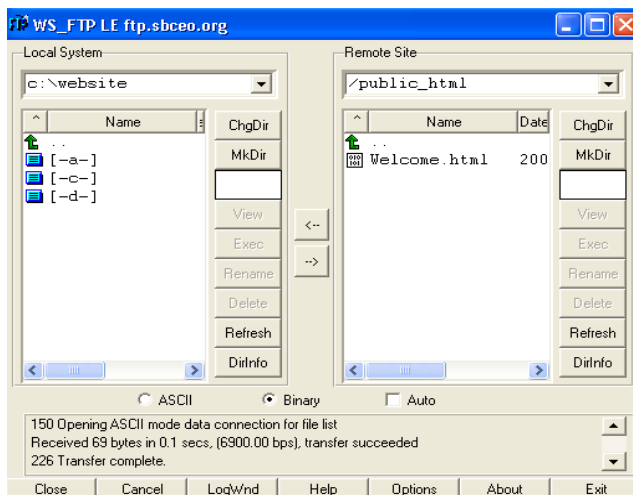 WS_FTP LE ftp.sbceo.org
Local System
c:\website
^ Name
..
[-a-]
[-c-]
[-d-]
ChgDir
MkDir
View
Exec
Rename
Delete
Refresh
DirInfo
<--
-->
Remote Site
/public_html
^ Name Date
..
Welcome.html 200
ChgDir
MkDir
View
Exec
Rename
Delete
Refresh
DirInfo
ASCII Binary Auto
150 Opening ASCII mode data connection for file list
Received 69 bytes in 0.1 secs, (6900.00 bps), transfer succeeded
226 Transfer complete.
Close Cancel LogWnd Help Options About Exit